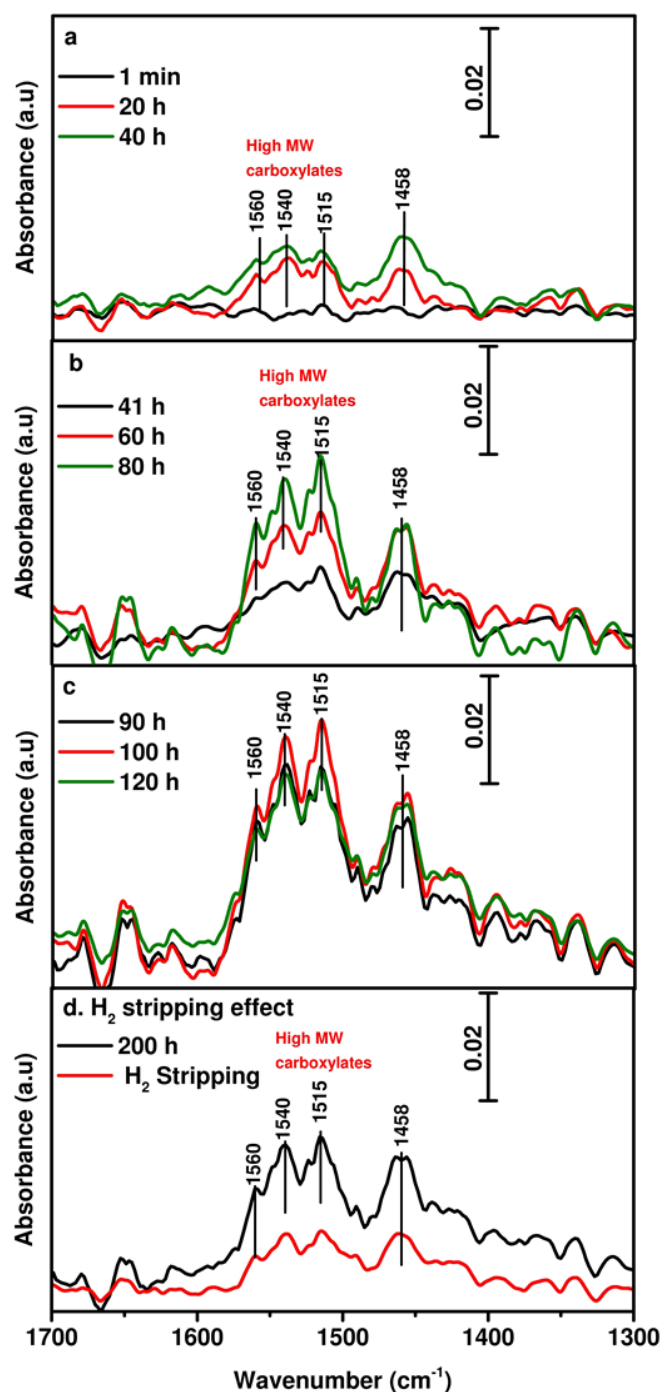 a
1 min
20 h
40 h
0.02
High MW
carboxylates
1560
1540
1515
1458
Absorbance (a.u)
b
41 h
60 h
80 h
0.02
High MW
carboxylates
1560
1540
1515
1458
Absorbance (a.u)
c
90 h
100 h
120 h
0.02
1560
1540
1515
1458
Absorbance (a.u)
d. H₂ stripping effect
200 h
H₂ Stripping
0.02
High MW
carboxylates
1560
1540
1515
1458
Absorbance (a.u)
1700 1600 1500 1400 1300
Wavenumber (cm⁻¹)